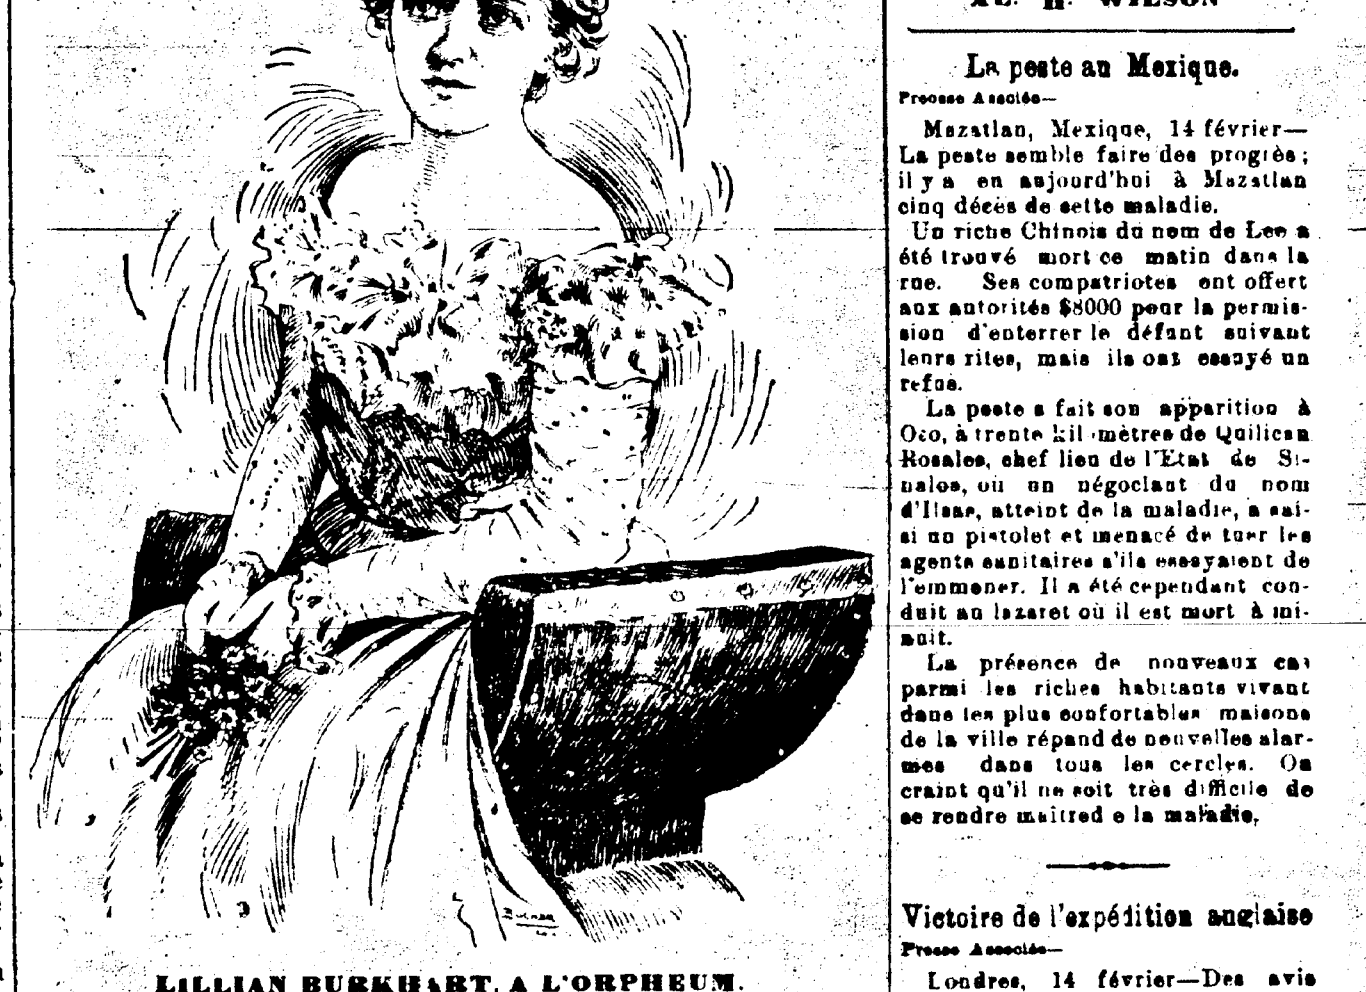 LILLIAN BURKHART, A L'ORPHEUM.
H. WILSON
La peste au Mexique.
Presse Associée—
Mazatlan, Mexique, 14 février—
La peste semble faire des progrès ;
il y a eu aujourd'hui à Mazatlan
cinq décès de cette maladie.
Un riche Chinois du nom de Lee a
été trouvé mort ce matin dans la
rue. Ses compatriotes ont offert
aux autorités $8000 pour la permis-
sion d'enterrer le défunt suivant
leurs rites, mais ils ont essuyé un
refus.
La peste a fait son apparition à
Oso, à trente kilomètres de Quilican
Rosales, chef lieu de l'Etat de Si-
naloa, où un négociant du nom
d'Ilsas, atteint de la maladie, a sai-
si un pistolet et menacé de tuer les
agents sanitaires s'ils essayaient de
l'emmener. Il a été cependant con-
duit au lazaret où il est mort à mi-
nuit.
La présence de nouveaux cas
parmi les riches habitants vivant
dans les plus confortables maisons
de la ville répand de nouvelles alar-
mes dans tous les cercles. On
craint qu'il ne soit très difficile de
se rendre maîtred e la maladie.
Victoire de l'expédition anglaise
Presse Associée—
Londres, 14 février—Des avis